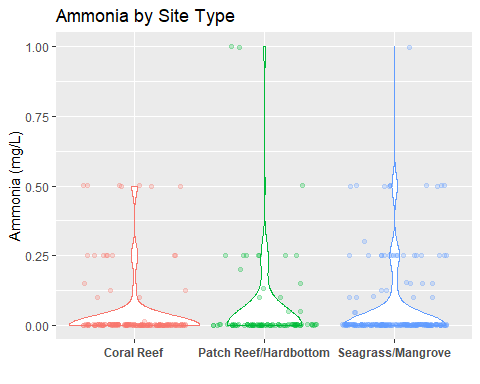 Ammonia by Site Type
1.00
0.75
0.50
0.25
0.00
Ammonia (mg/L)
Coral Reef
Patch Reef/Hardbottom
Seagrass/Mangrove